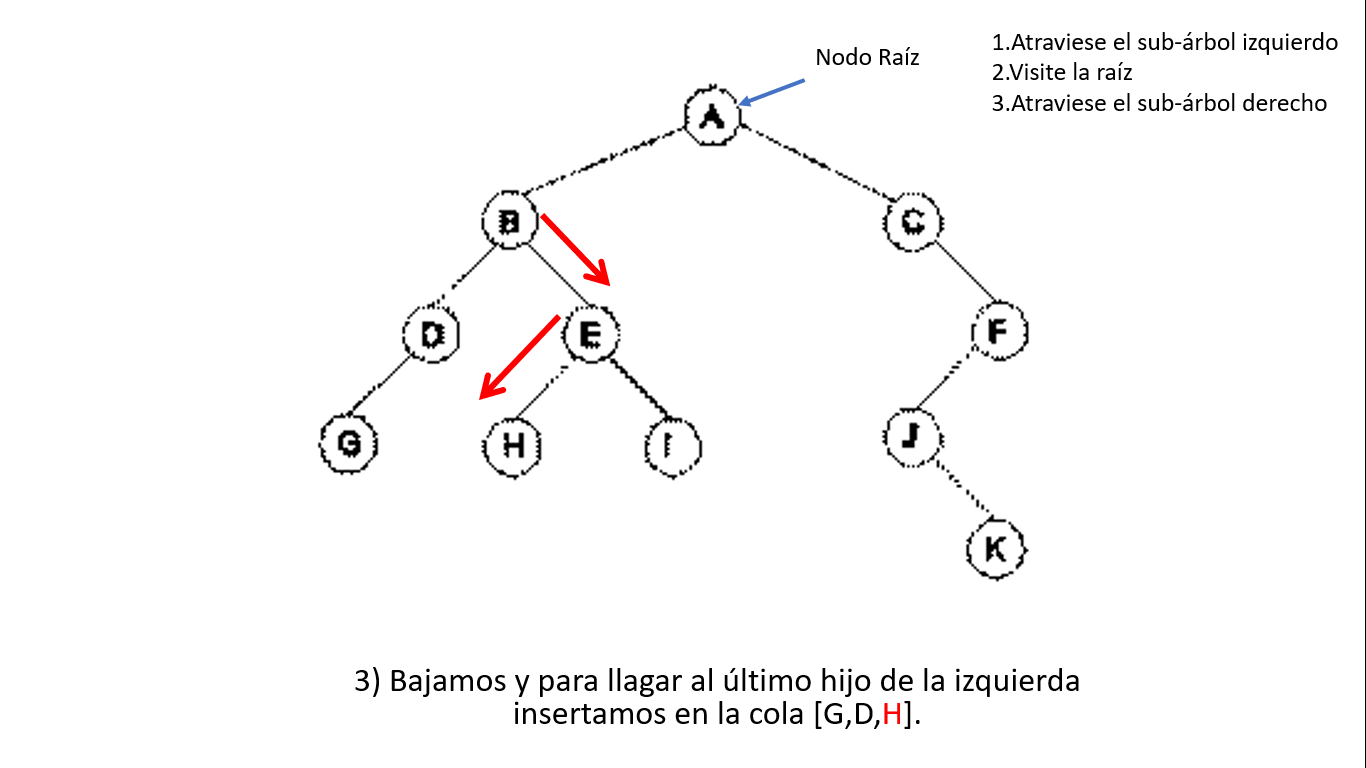 Nodo Raíz
1.Atraviese el sub-árbol izquierdo
2.Visite la raíz
3.Atraviese el sub-árbol derecho
A
B
C
D
E
F
G
H
I
J
K
3) Bajamos y para llagar al último hijo de la izquierda
insertamos en la cola [G,D,H].